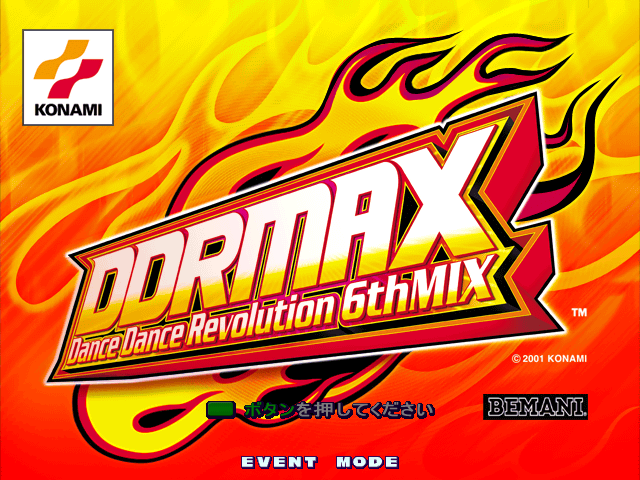 KONAMI
DDRMAX
Dance Dance Revolution 6thMIX
TM
© 2001 KONAMI
ボタンを押してください
BEMANI
EVENT MODE